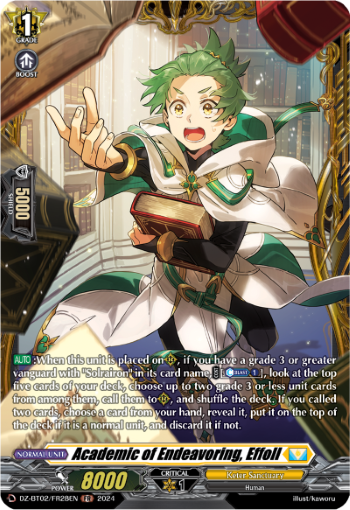 1
GRADE
BOOST
5000
SHIELD
AUTO :When this unit is placed on R, if you have a grade 3 or greater
vanguard with "Solrairon" in its card name, COST [ 1 ], look at the top
five cards of your deck, choose up to two grade 3 or less unit cards
from among them, call them to R, and shuffle the deck. If you called
two cards, choose a card from your hand, reveal it, put it on the top
of the deck if it is a normal unit, and discard it if not.
NORMAL UNIT
Academic of Endeavoring, Effoll
POWER 8000
CRITICAL
1
Keter Sanctuary
Human
DZ-BT02/FR28EN FR 2024
illust/kaworu